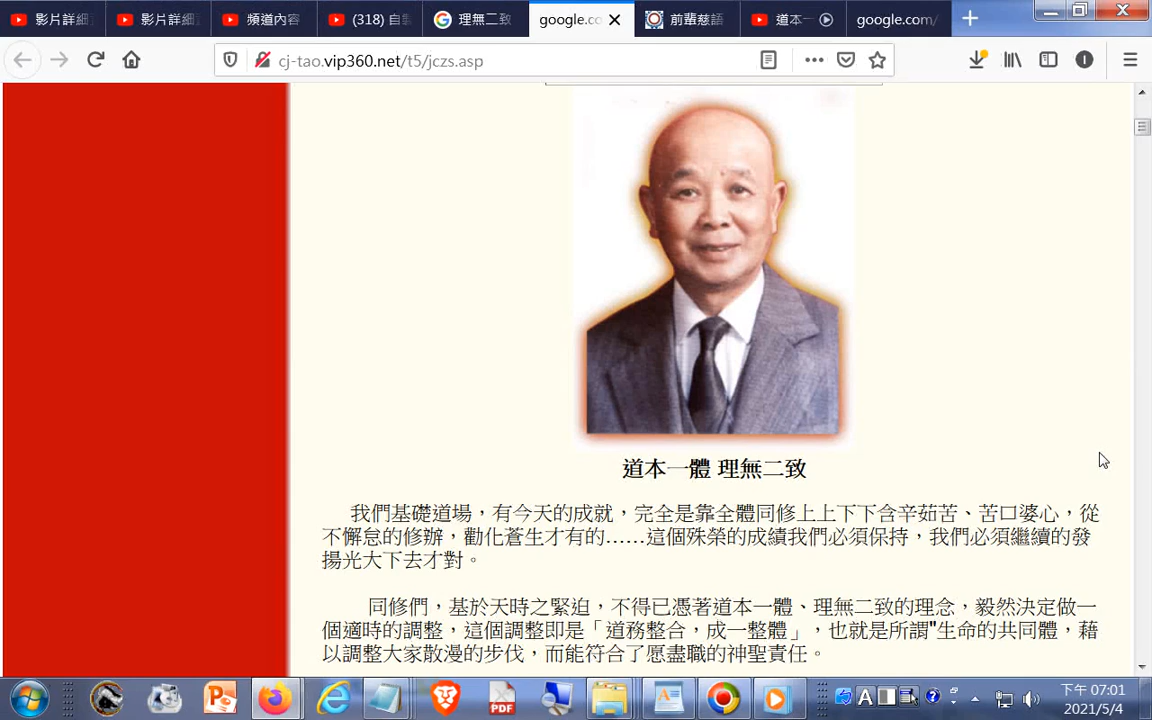 影片詳細
影片詳細
頻道內容
(318) 自
理無二致
google.co
前輩慈語
道本一
google.com/
cj-tao.vip360.net/t5/jczs.asp
道本一體 理無二致
我們基礎道場，有今天的成就，完全是靠全體同修上上下下含辛茹苦、苦口婆心，從
不懈怠的修辦，勸化蒼生才有的……這個殊榮的成績我們必須保持，我們必須繼續的發
揚光大下去才對。
同修們，基於天時之緊迫，不得已憑著道本一體、理無二致的理念，毅然決定做一
個適時的調整，這個調整即是「道務整合，成一整體」，也就是所謂"生命的共同體，藉
以調整大家散漫的步伐，而能符合了愿盡職的神聖責任。
PDF
下午 07:01
2021/5/4